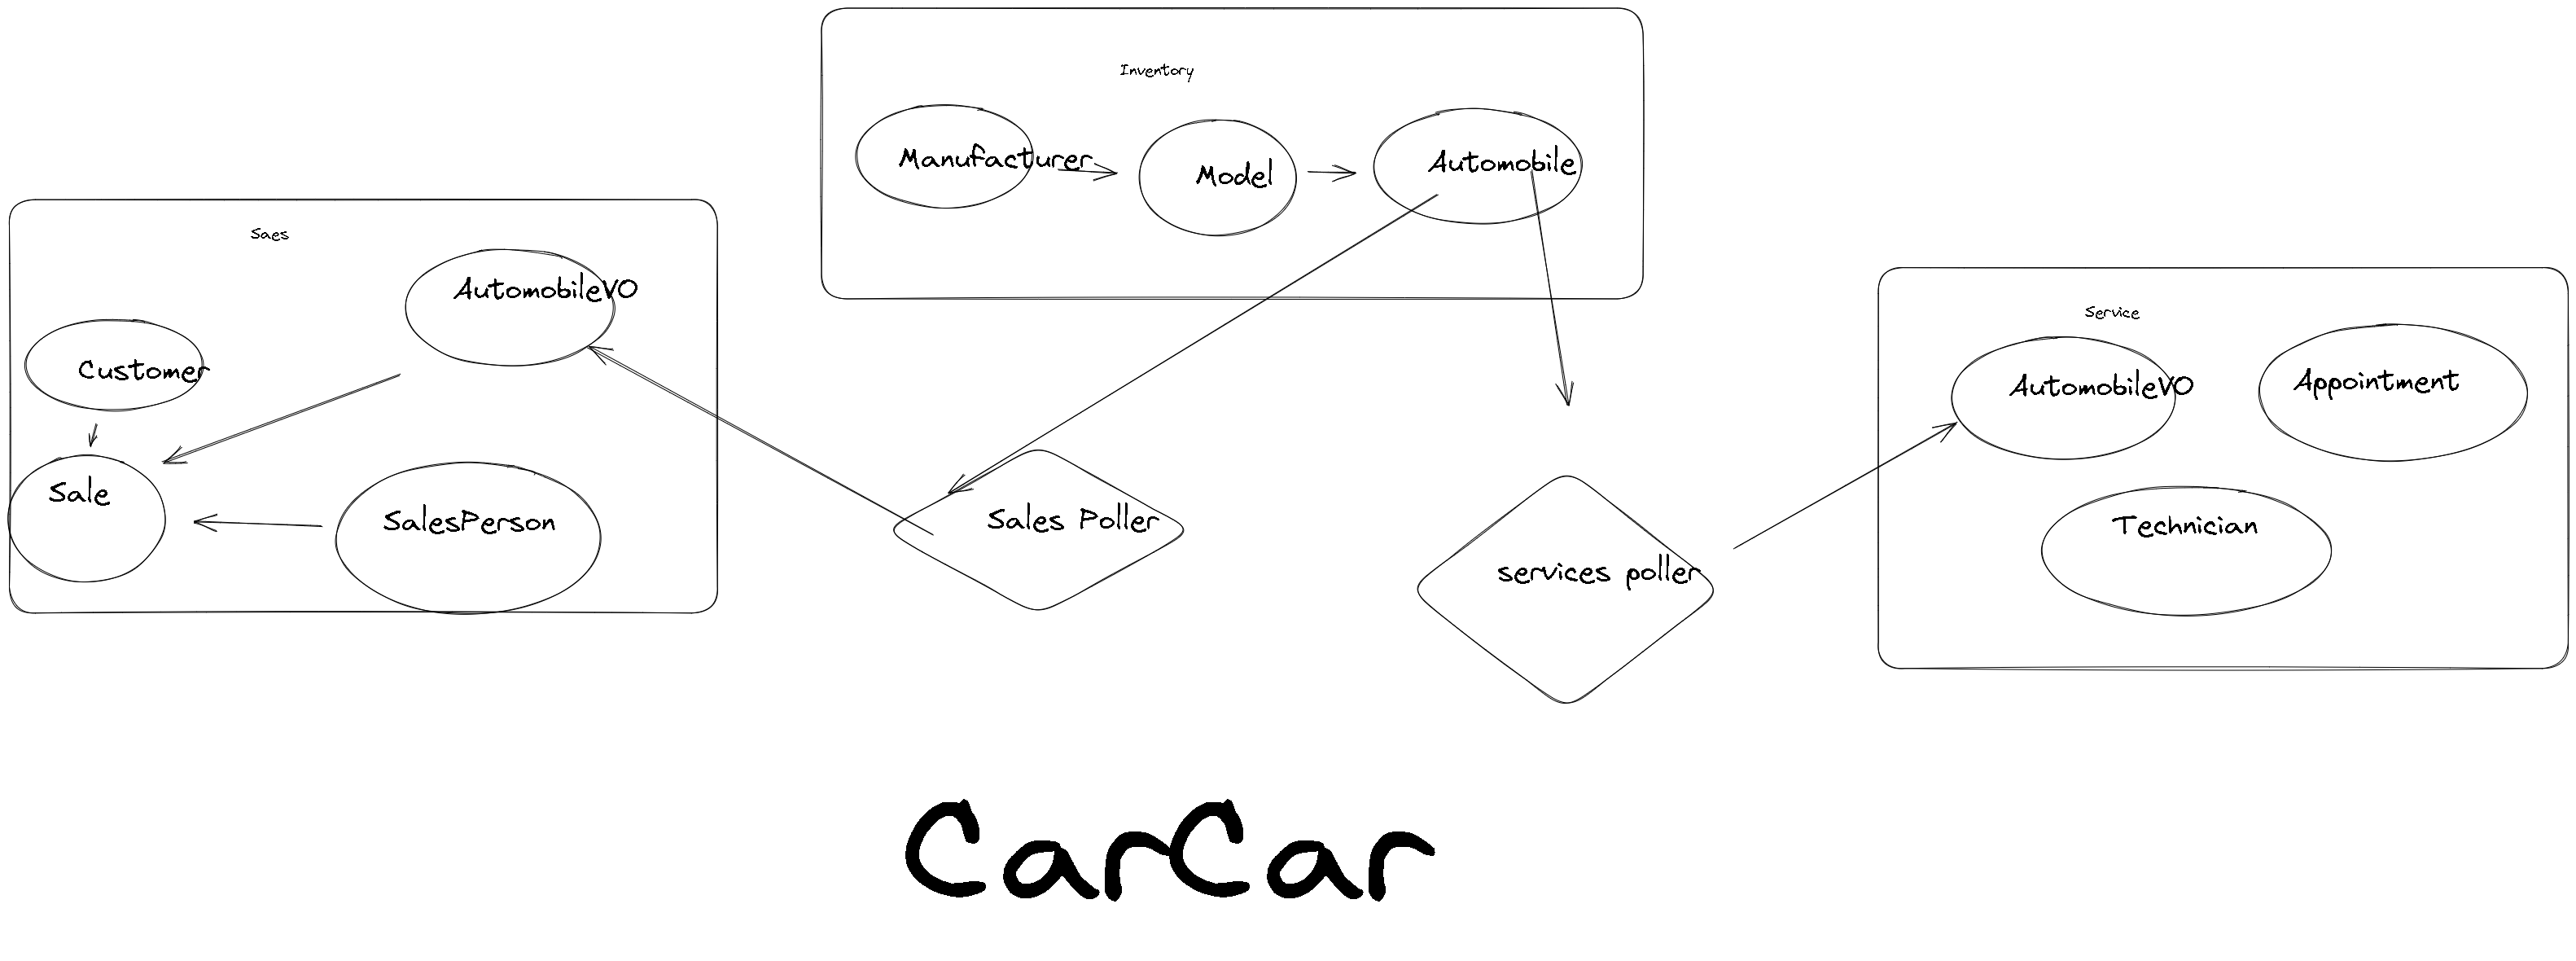 Inventory
Manufacturer
Model
Automobile
Saes
AutomobileVO
Customer
Sale
SalesPerson
Sales Poller
services poller
Service
AutomobileVO
Appointment
Technician
CarCar